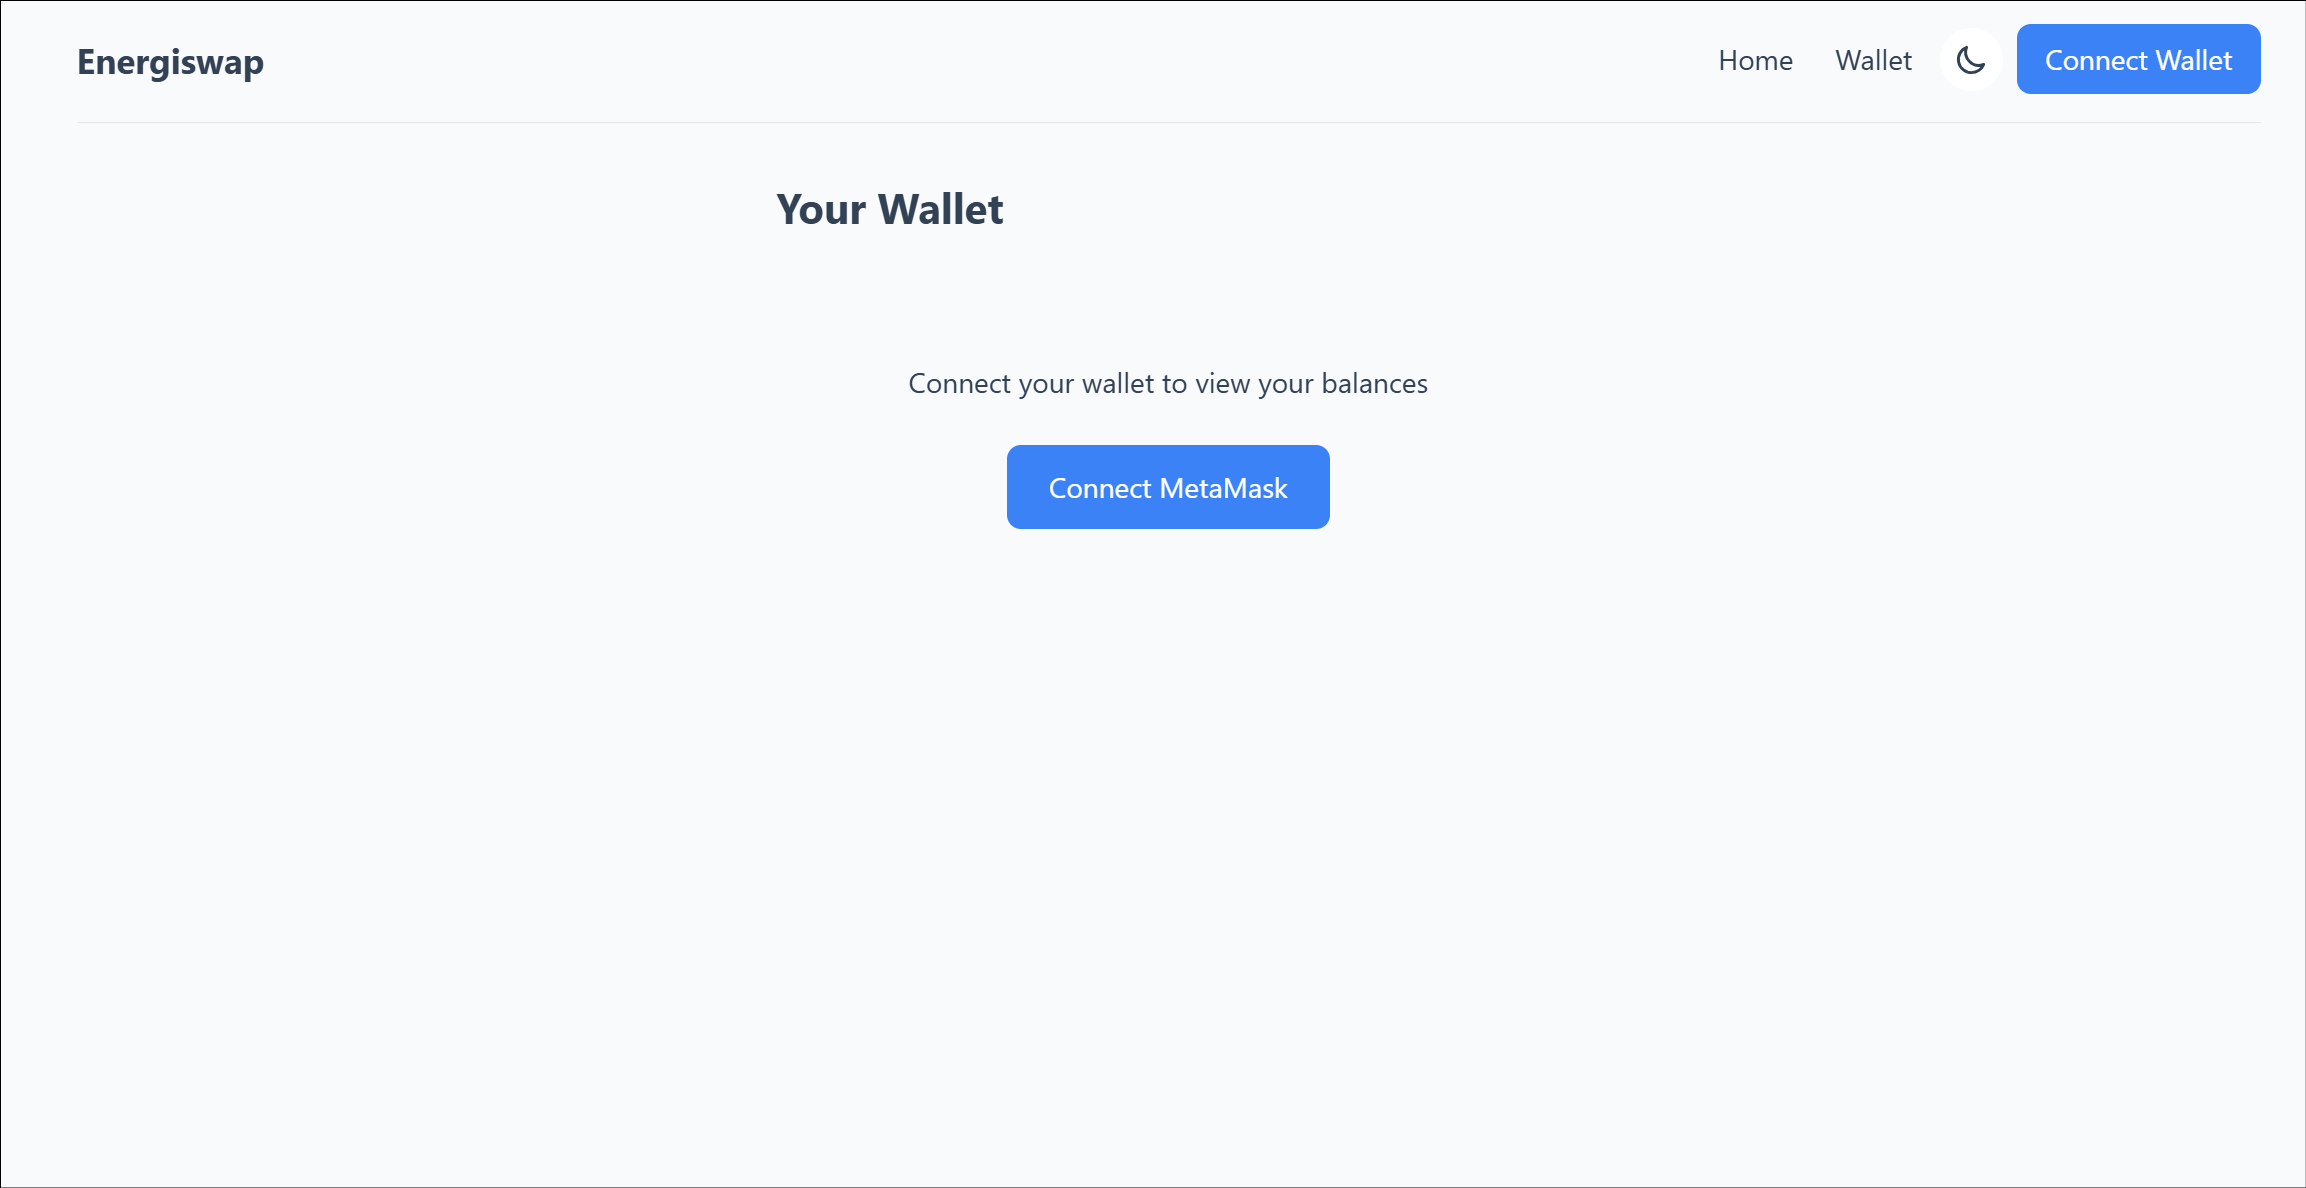 Energiswap
Home
Wallet
Connect Wallet
Your Wallet
Connect your wallet to view your balances
Connect MetaMask